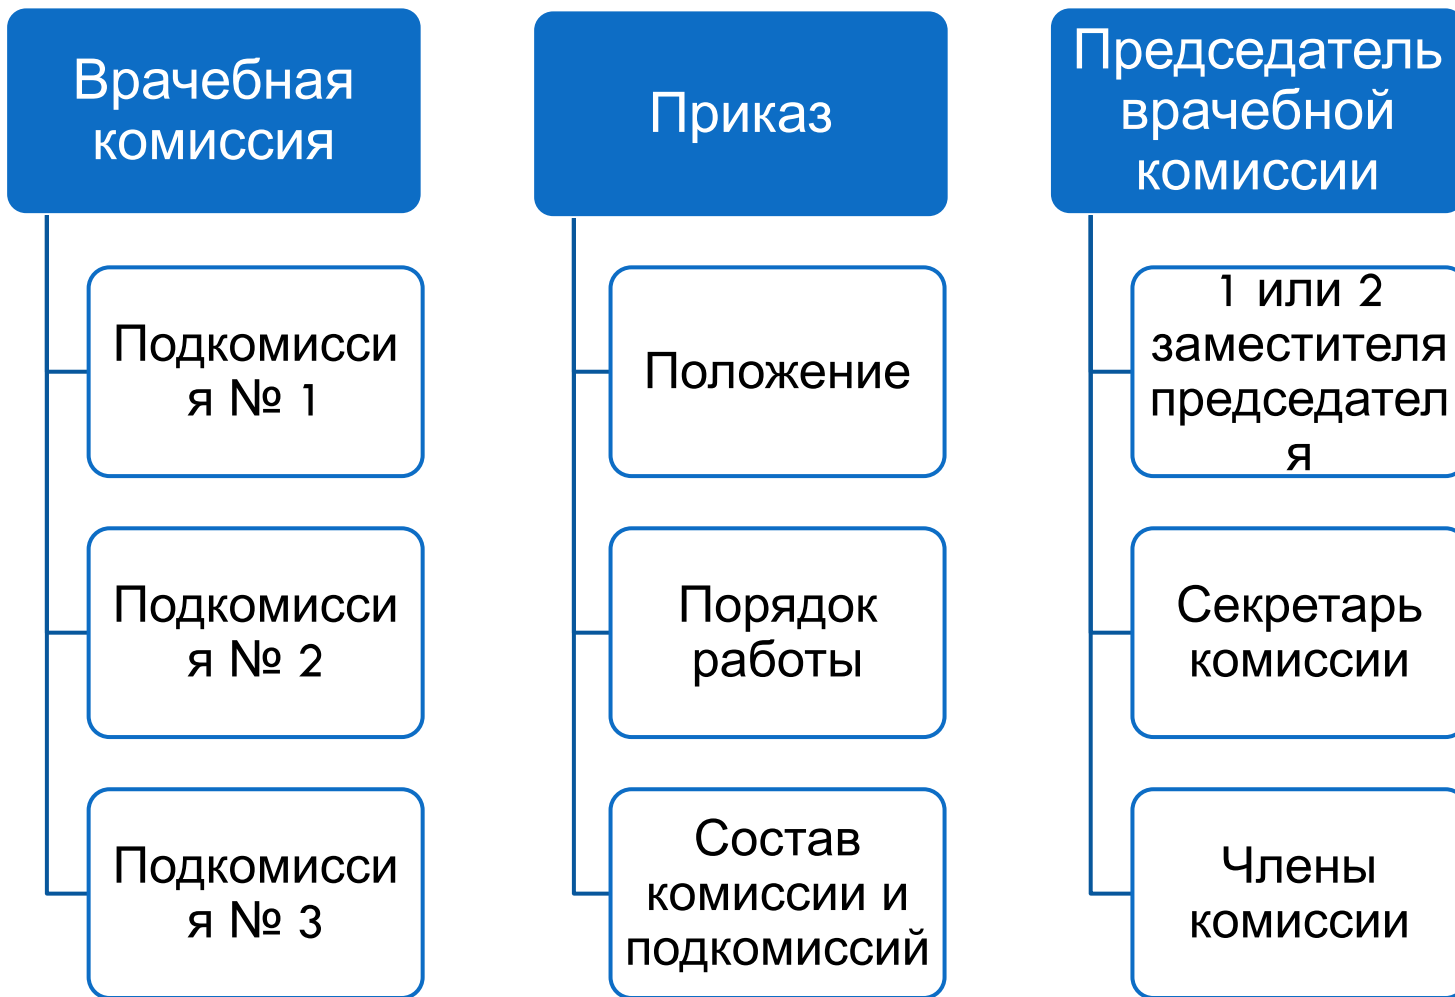 Врачебная
комиссия
Подкомисси
я № 1
Подкомисси
я № 2
Подкомисси
я № 3
Приказ
Положение
Порядок
работы
Состав
комиссии и
подкомиссий
Председатель
врачебной
комиссии
1 или 2
заместителя
председател
я
Секретарь
комиссии
Члены
комиссии